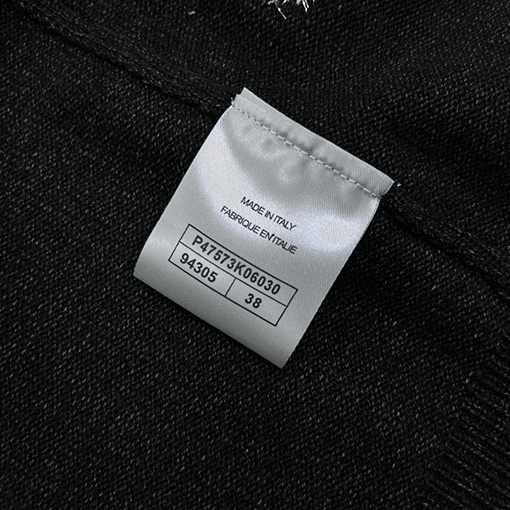 MADE IN ITALY
FABRIQUE EN ITALIE
P47573K06030
94305 38